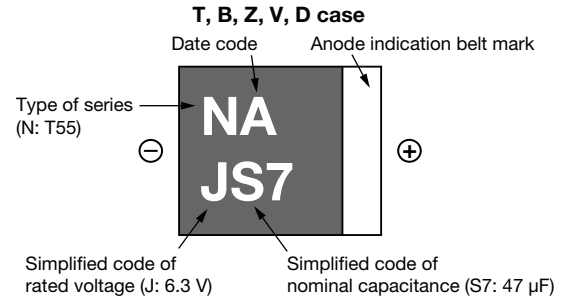 T, B, Z, V, D case
Date code
Anode indication belt mark
Type of series
(N: T55)
NA
JS7
Simplified code of
rated voltage (J: 6.3 V)
Simplified code of
nominal capacitance (S7: 47 μF)